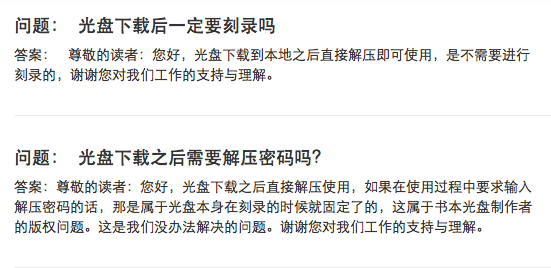 问题： 光盘下载后一定要刻录吗
答案： 尊敬的读者：您好，光盘下载到本地之后直接解压即可使用，是不需要进行
刻录的，谢谢您对我们工作的支持与理解。
问题： 光盘下载之后需要解压密码吗?
答案：尊敬的读者：您好，光盘下载之后直接解压使用，如果在使用过程中要求输入
解压密码的话，那是属于光盘本身在刻录的时候就固定了的，这属于书本光盘制作者
的版权问题。这是我们没办法解决的问题。谢谢您对我们工作的支持与理解。